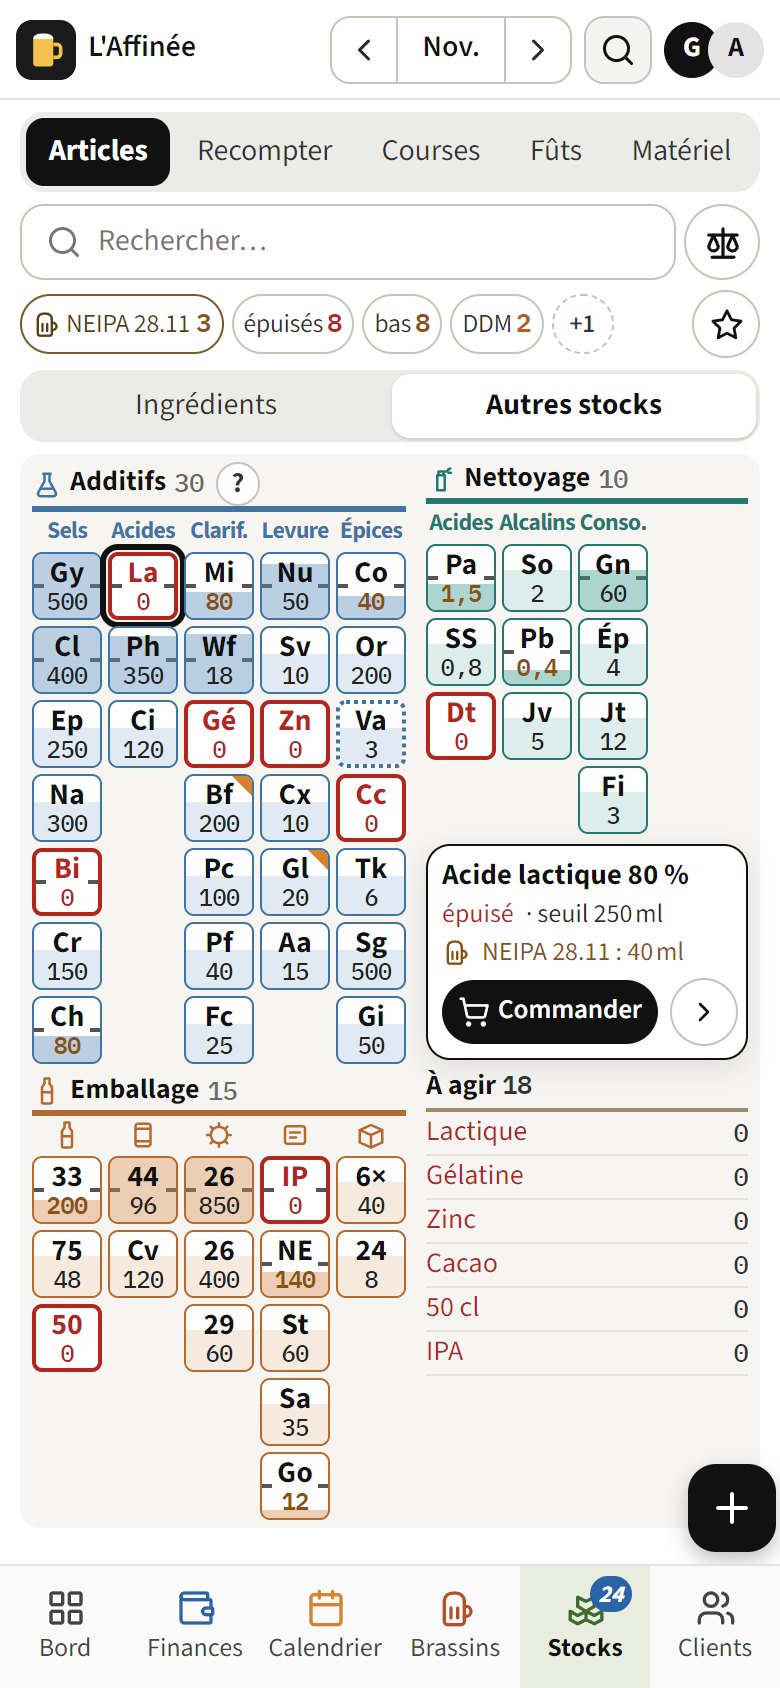 L'Affinée
Nov.
G A
Articles Recompter Courses Fûts Matériel
Rechercher…
NEIPA 28.11 3 épuisés 8 bas 8 DDM 2 +1
Ingrédients Autres stocks
Additifs 30 ?
Sels Acides Clarif. Levure Épices
Gy La Mi Nu Co
500 0 80 50 40
Cl Ph Wf Sv Or
400 350 18 10 200
Ep Ci Gé Zn Va
250 120 0 0 3
Na Bf Cx Cc
300 200 10 0
Bi Pc Gl Tk
0 100 20 6
Cr Pf Aa Sg
150 40 15 500
Ch Fc Gi
80 25 50
Nettoyage 10
Acides Alcalins Conso.
Pa So Gn
1,5 2 60
SS Pb Ép
0,8 0,4 4
Dt Jv Jt
0 5 12
Fi
3
Acide lactique 80 %
épuisé · seuil 250 ml
NEIPA 28.11 : 40 ml
Commander
Emballage 15
33 44 26 IP 6×
200 96 850 0 40
75 Cv 26 NE 24
48 120 400 140 8
50 29 St
0 60 60
Sa
35
Go
12
À agir 18
Lactique 0
Gélatine 0
Zinc 0
Cacao 0
50 cl 0
IPA 0
24
Bord Finances Calendrier Brassins Stocks Clients